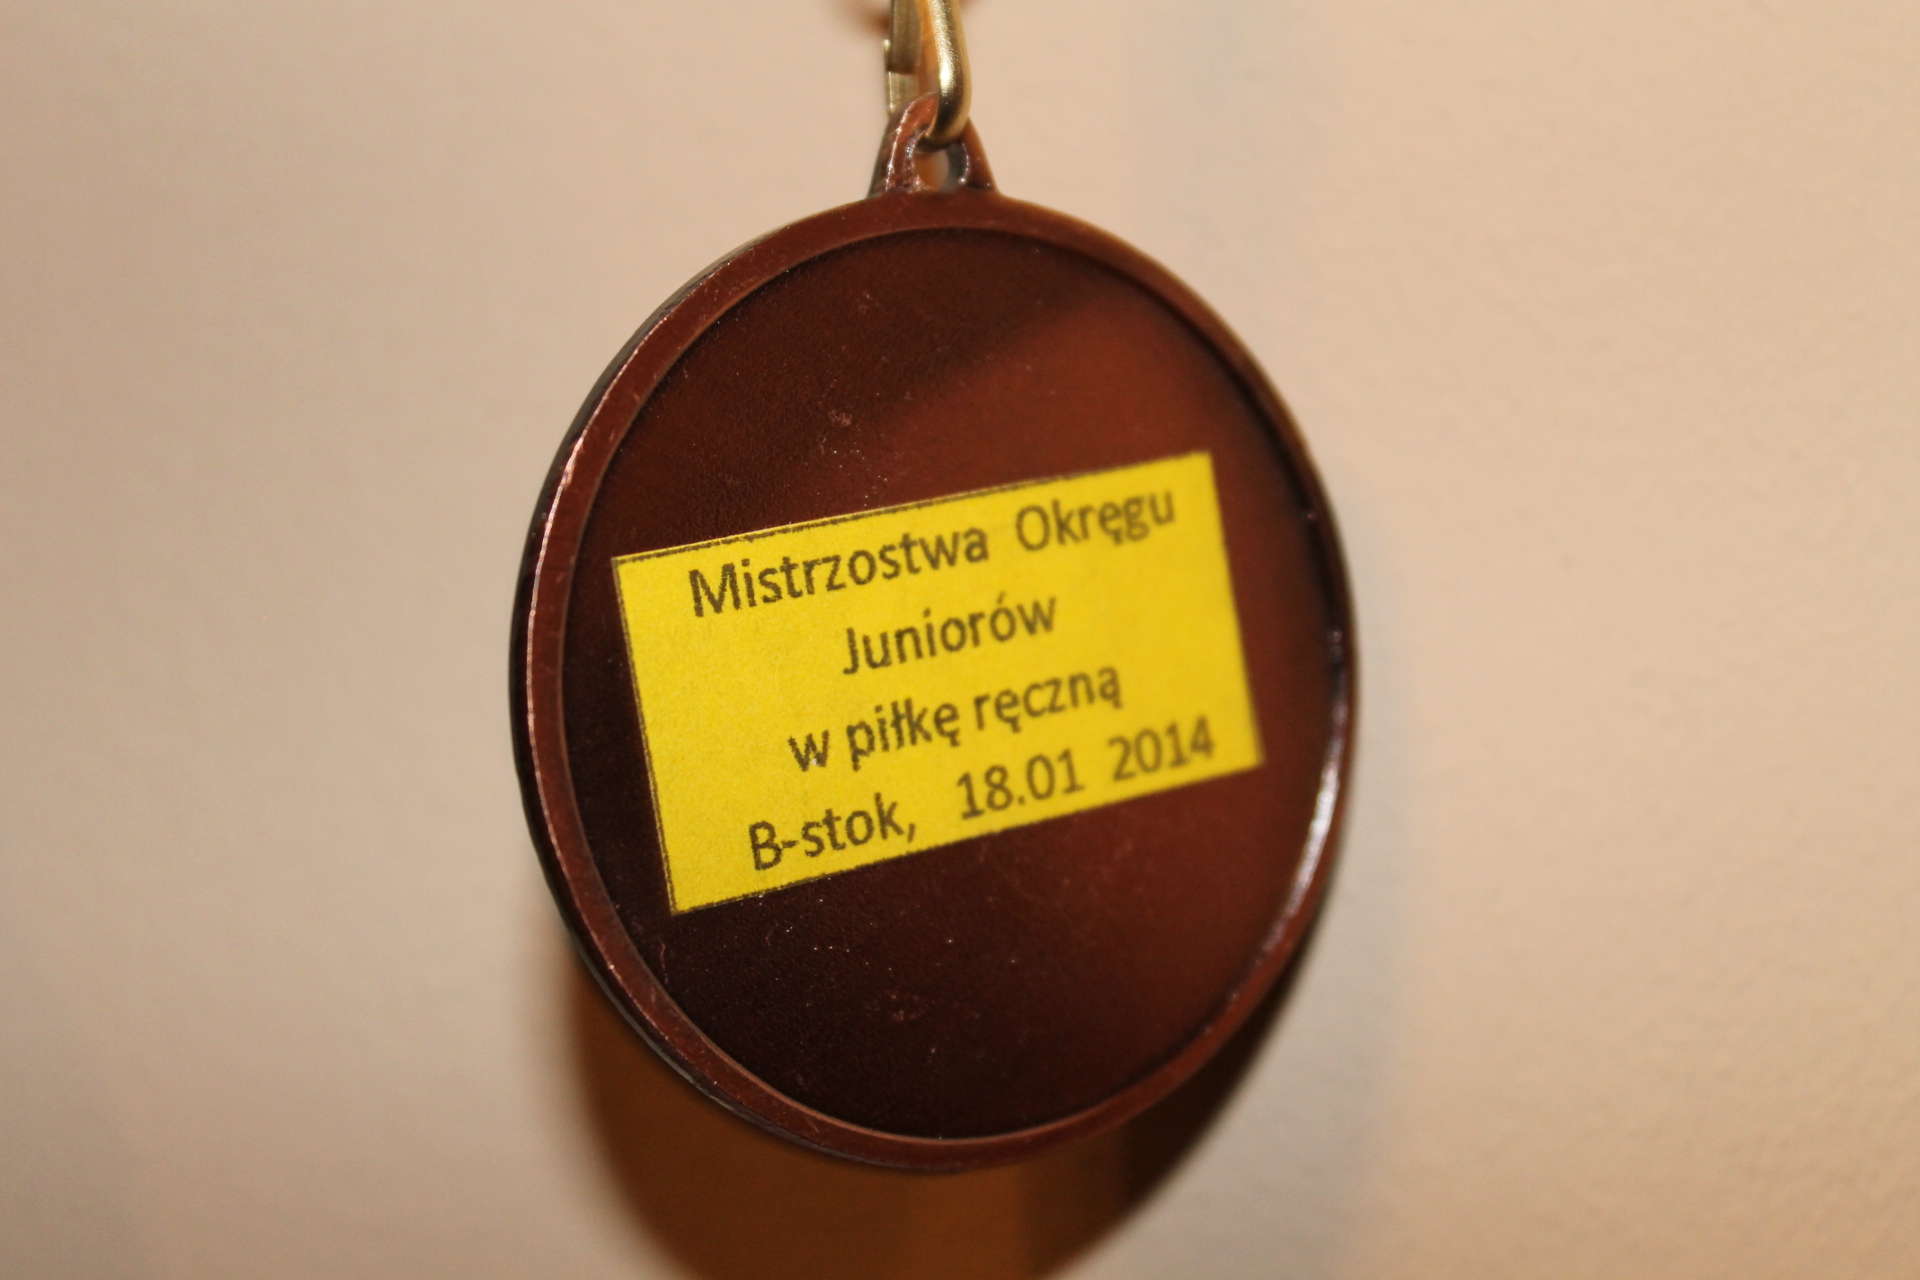 Mistrzostwa Okręgu
Juniorów
w piłkę ręczną
B-stok, 18.01 2014